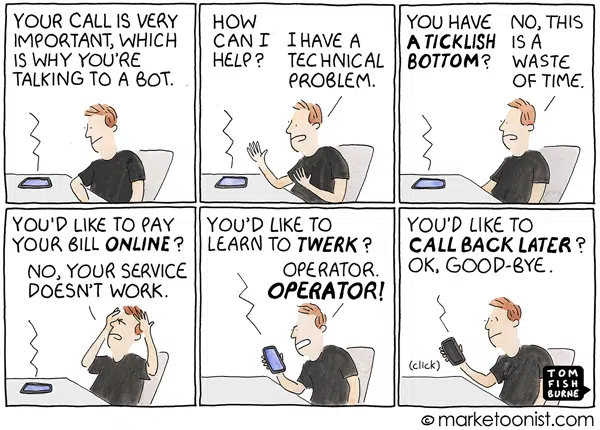 YOUR CALL IS VERY
IMPORTANT, WHICH
IS WHY YOU'RE
TALKING TO A BOT.
HOW
CAN I
HELP?
I HAVE A
TECHNICAL
PROBLEM.
YOU HAVE
A TICKLISH
BOTTOM?
NO, THIS
IS A
WASTE
OF TIME.
YOU'D LIKE TO PAY
YOUR BILL ONLINE?
NO, YOUR SERVICE
DOESN'T WORK.
YOU'D LIKE TO
LEARN TO TWERK?
OPERATOR.
OPERATOR!
YOU'D LIKE TO
CALL BACK LATER?
OK, GOOD-BYE.
(click)
TOM
FISH
BURNE
© marketoonist.com